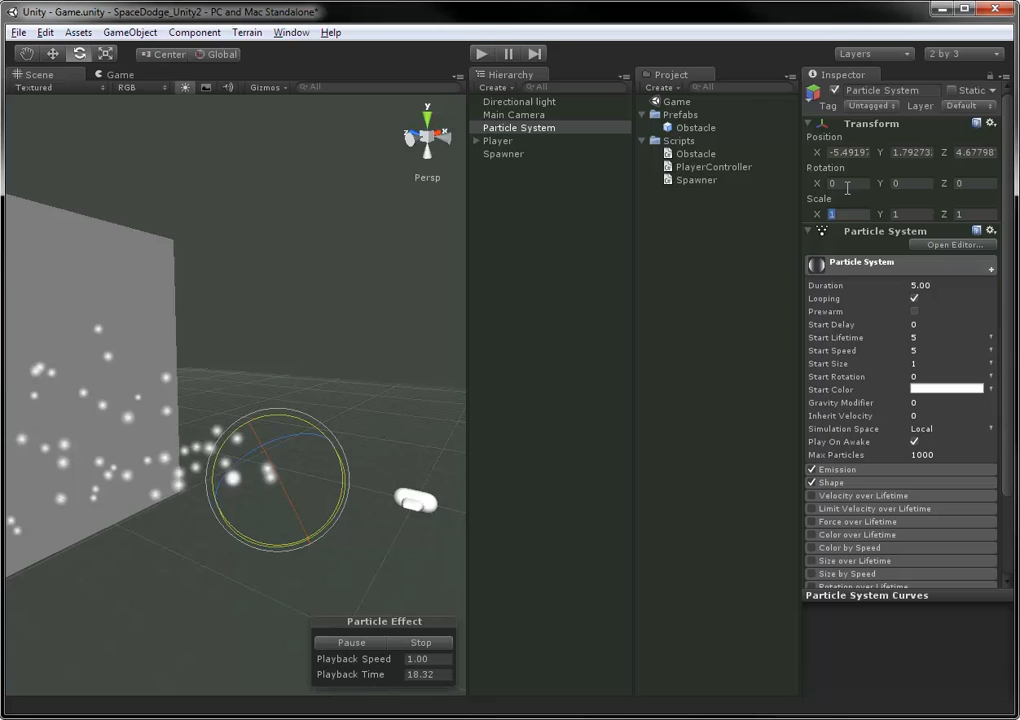 Unity - Game.unity - SpaceDodge_Unity2 - PC and Mac Standalone*
File Edit Assets GameObject Component Terrain Window Help
Center Global Layers 2 by 3
Scene Game
Textured RGB Gizmos All
y
x
z
Persp
Particle Effect
Pause Stop
Playback Speed 1.00
Playback Time 18.32
Hierarchy
Create All
Directional light
Main Camera
Particle System
Player
Spawner
Project
Create All
Game
Prefabs
Obstacle
Scripts
Obstacle
PlayerController
Spawner
Inspector
Particle System Static
Tag Untagged Layer Default
Transform
Position
X -5.4919 Y 1.79273 Z 4.67798
Rotation
X 0 Y 0 Z 0
Scale
X 1 Y 1 Z 1
Particle System
Open Editor...
Particle System
Duration 5.00
Looping
Prewarm
Start Delay 0
Start Lifetime 5
Start Speed 5
Start Size 1
Start Rotation 0
Start Color
Gravity Modifier 0
Inherit Velocity 0
Simulation Space Local
Play On Awake
Max Particles 1000
Emission
Shape
Velocity over Lifetime
Limit Velocity over Lifetime
Force over Lifetime
Color over Lifetime
Color by Speed
Size over Lifetime
Size by Speed
Rotation over Lifetime
Particle System Curves